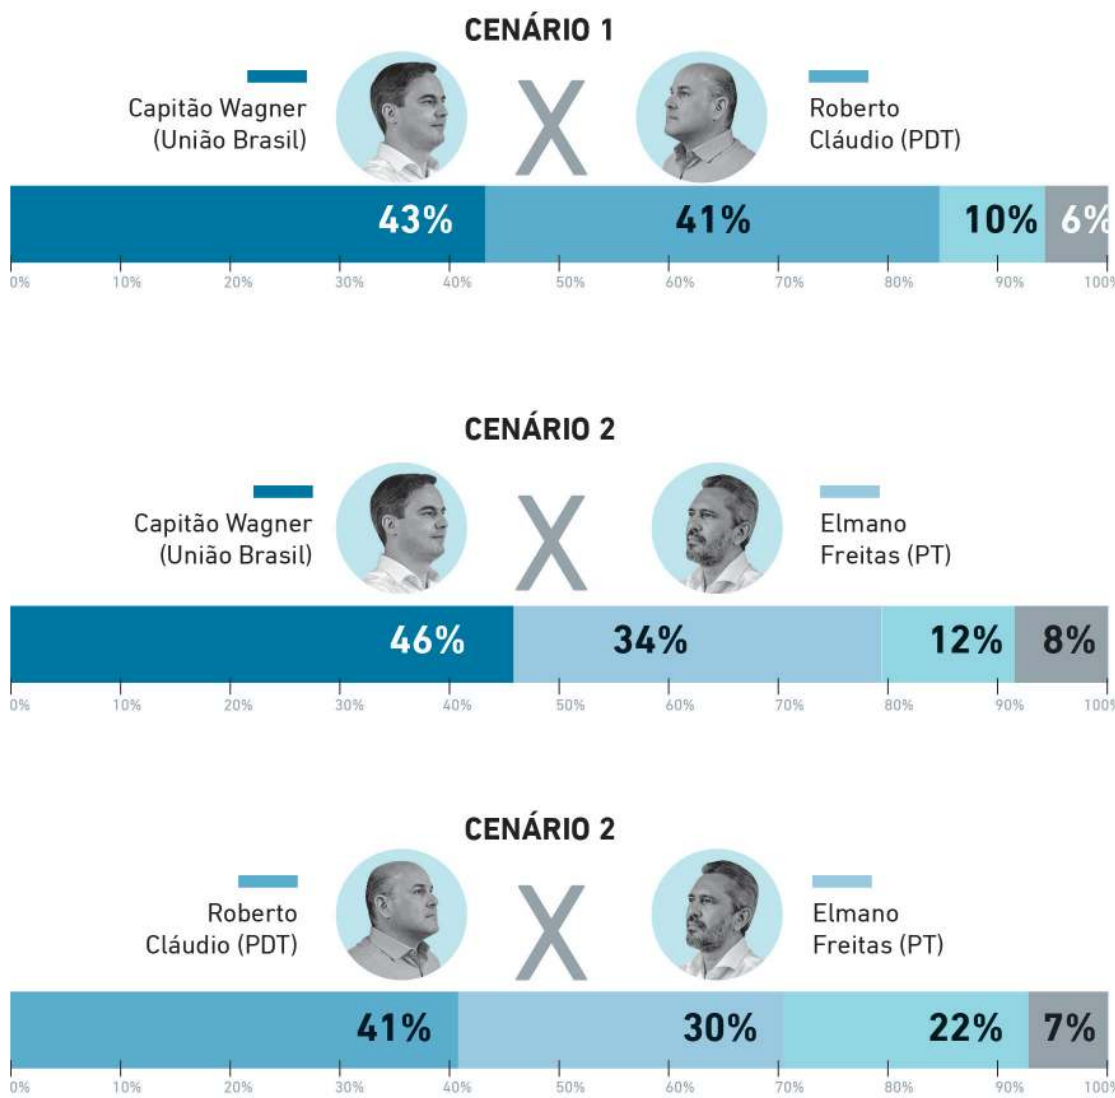 CENÁRIO 1
Capitão Wagner
(União Brasil)
X
Roberto
Cláudio (PDT)
43%
41%
10%
6%
0%
10%
20%
30%
40%
50%
60%
70%
80%
90%
100%
CENÁRIO 2
Capitão Wagner
(União Brasil)
X
Elmano
Freitas (PT)
46%
34%
12%
8%
0%
10%
20%
30%
40%
50%
60%
70%
80%
90%
100%
CENÁRIO 2
Roberto
Cláudio (PDT)
X
Elmano
Freitas (PT)
41%
30%
22%
7%
0%
10%
20%
30%
40%
50%
60%
70%
80%
90%
100%